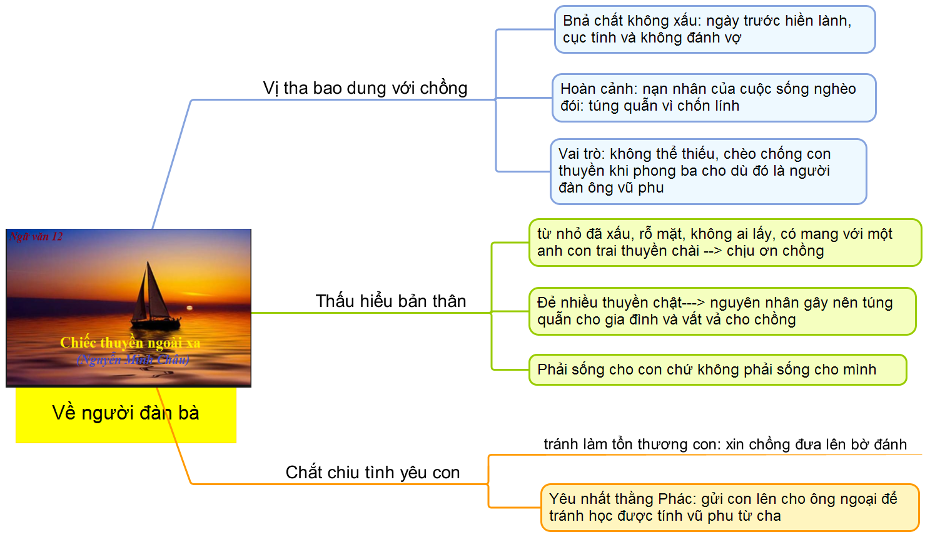 Bnả chất không xấu: ngày trước hiền lành,
cục tính và không đánh vợ
Vị tha bao dung với chồng
Hoàn cảnh: nạn nhân của cuộc sống nghèo
đói: túng quẫn vi chốn lính
Vai trò: không thể thiếu, chèo chống con
thuyền khi phong ba cho dù đó là người
đàn ông vũ phu
Ngữ văn 12
Chiếc thuyền ngoài xa
(Nguyễn Minh Châu)
Về người đàn bà
Thấu hiểu bản thân
từ nhỏ đã xấu, rỗ mặt, không ai lấy, có mang với một
anh con trai thuyền chài --> chịu ơn chồng
Đẻ nhiều thuyền chật---> nguyên nhân gây nên túng
quẫn cho gia đình và vất vả cho chồng
Phải sống cho con chứ không phải sống cho mình
Chắt chiu tình yêu con
tránh làm tổn thương con: xin chồng đưa lên bờ đánh
Yêu nhất thằng Phác: gửi con lên cho ông ngoại để
tránh học được tính vũ phu từ cha